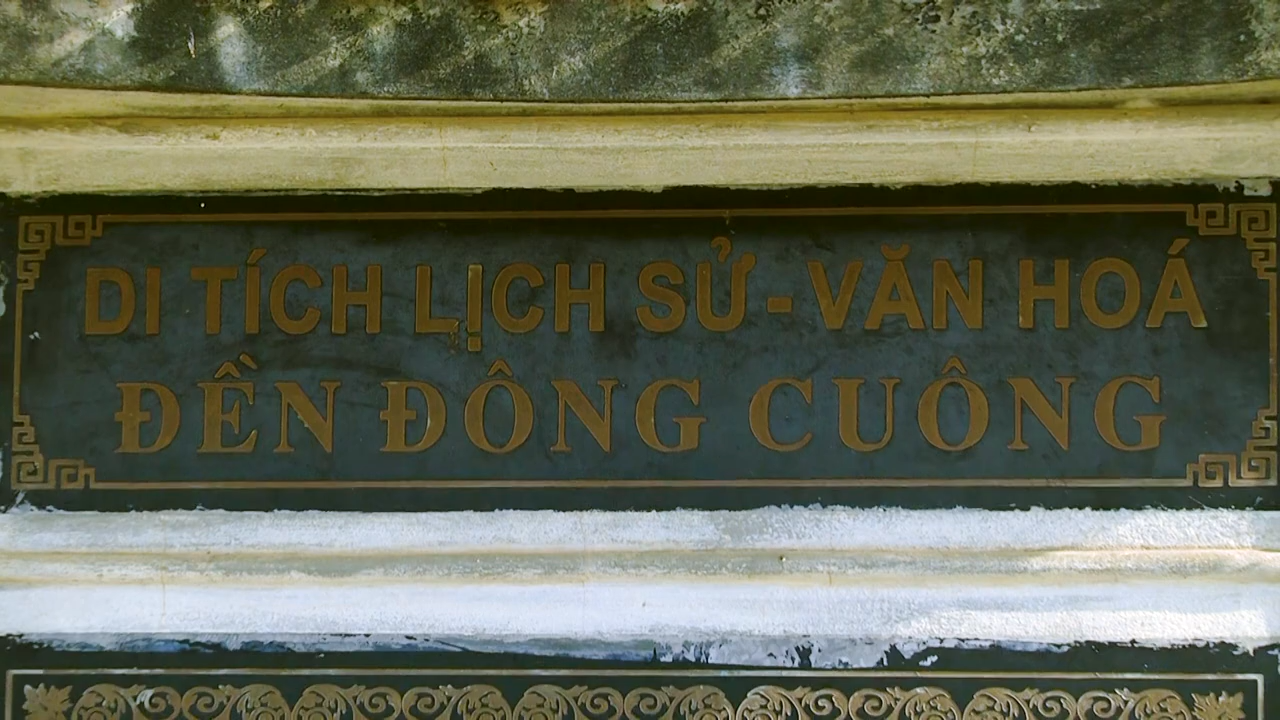 DI TÍCH LỊCH SỬ - VĂN HOÁ
ĐỀN ĐÔNG CUÔNG